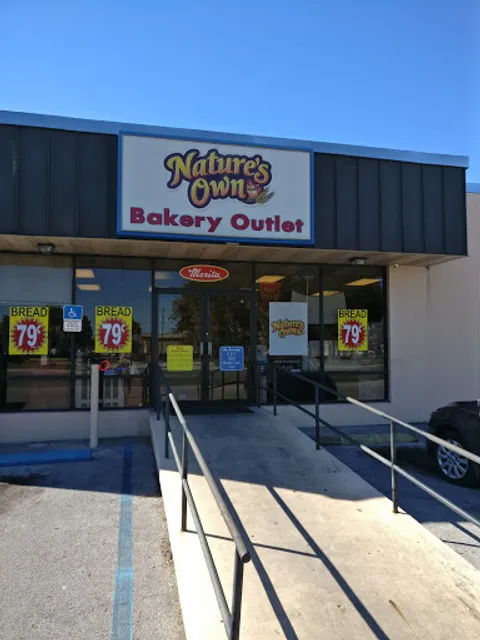 Nature's
Own
Bakery Outlet
Merita
BREAD
79¢
BREAD
79¢
Nature's
Own
BREAD
79¢